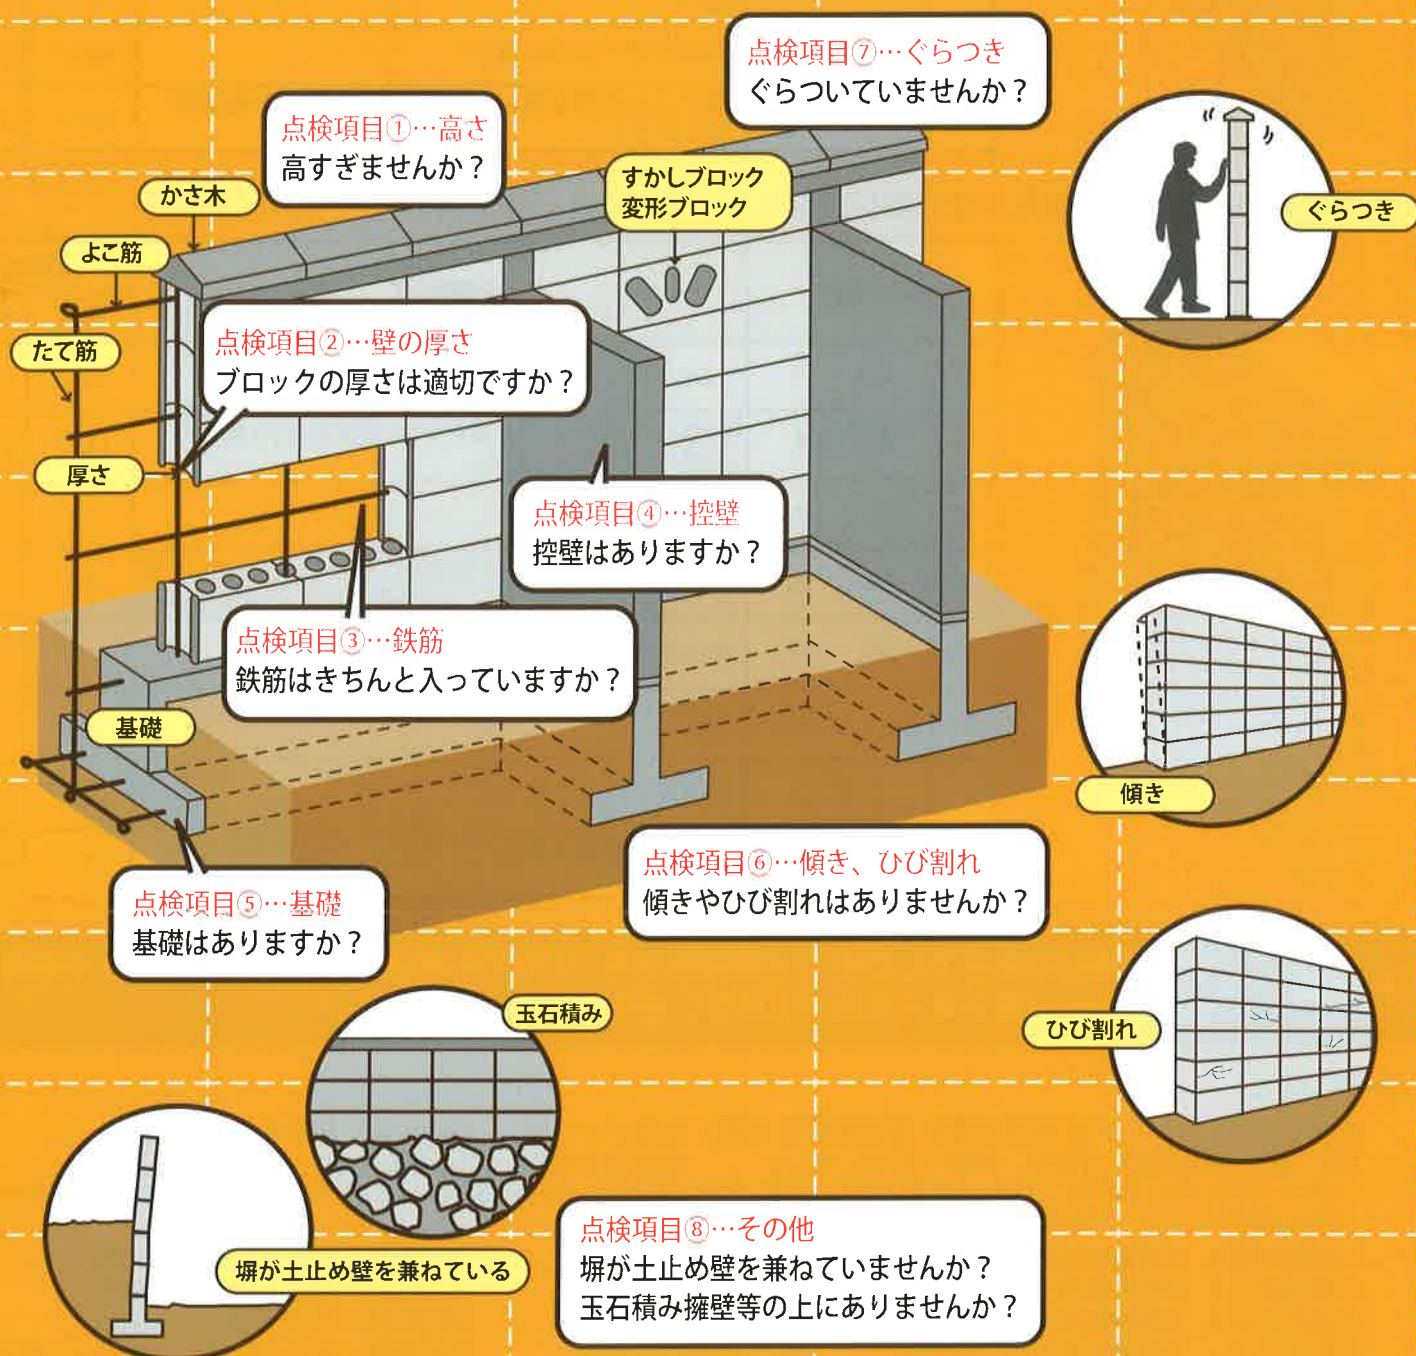 点検項目⑦…ぐらつき
ぐらついていませんか？
点検項目①…高さ
高すぎませんか？
すかしブロック
変形ブロック
かさ木
ぐらつき
よこ筋
点検項目②…壁の厚さ
ブロックの厚さは適切ですか？
たて筋
厚さ
点検項目④…控壁
控壁はありますか？
点検項目③…鉄筋
鉄筋はきちんと入っていますか？
基礎
傾き
点検項目⑥…傾き、ひび割れ
傾きやひび割れはありませんか？
点検項目⑤…基礎
基礎はありますか？
玉石積み
ひび割れ
塀が土止め壁を兼ねている
点検項目⑧…その他
塀が土止め壁を兼ねていませんか？
玉石積み擁壁等の上にありませんか？